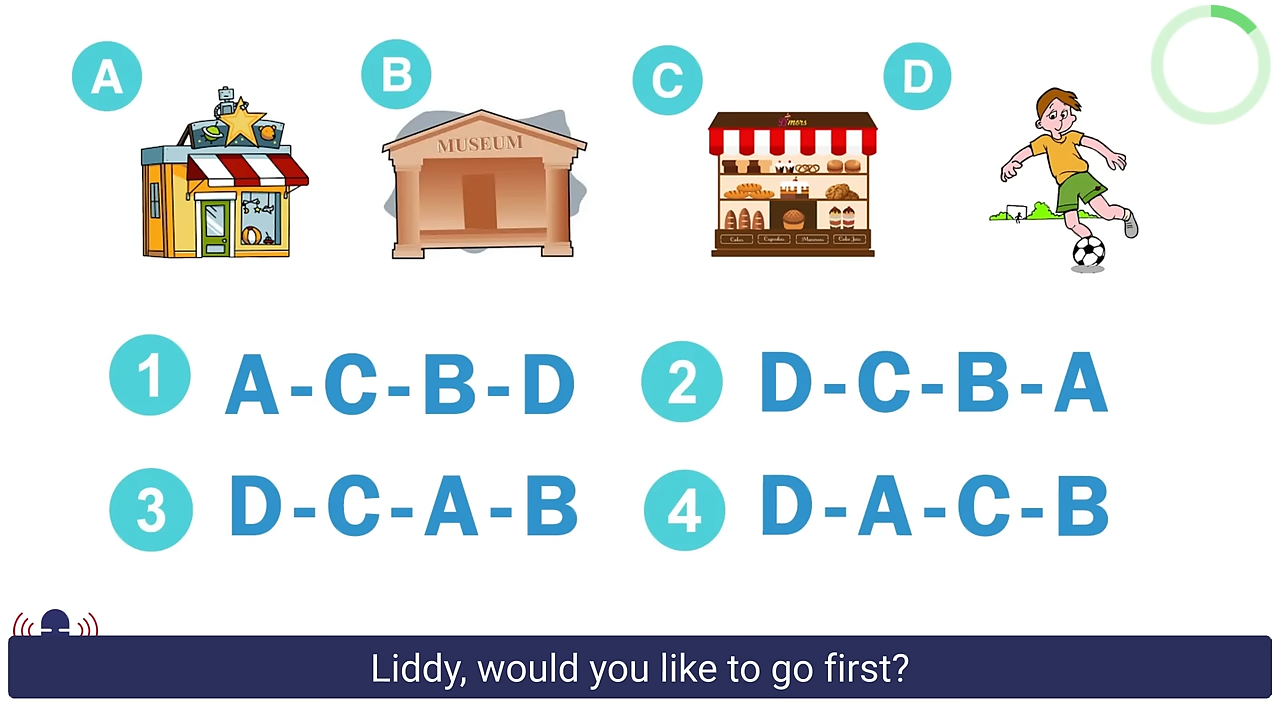 A B C D
MUSEUM
1 A-C-B-D 2 D-C-B-A
3 D-C-A-B 4 D-A-C-B
Liddy, would you like to go first?